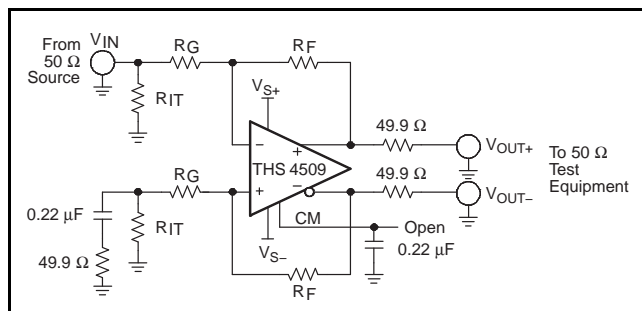 From
50 Ω
Source
VIN
RG
RF
RIT
VS+
49.9 Ω
VOUT+
−
+
THS 4509
49.9 Ω
VOUT−
To 50 Ω
Test
Equipment
RG
+
−
0.22 µF
RIT
CM
Open
0.22 µF
VS−
49.9 Ω
RF